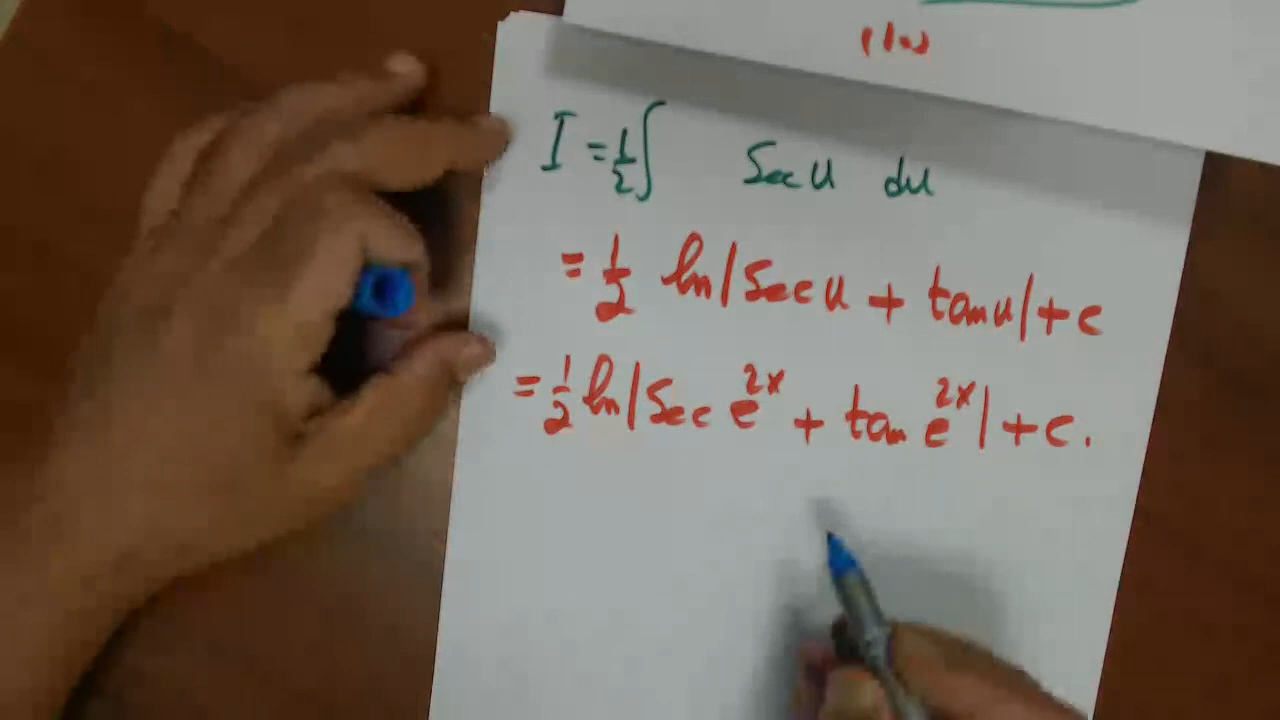 I = 1/2 ∫ Sec u du
= 1/2 ln|Sec u + tan u| + c
= 1/2 ln|Sec e^2x + tan e^2x| + c.